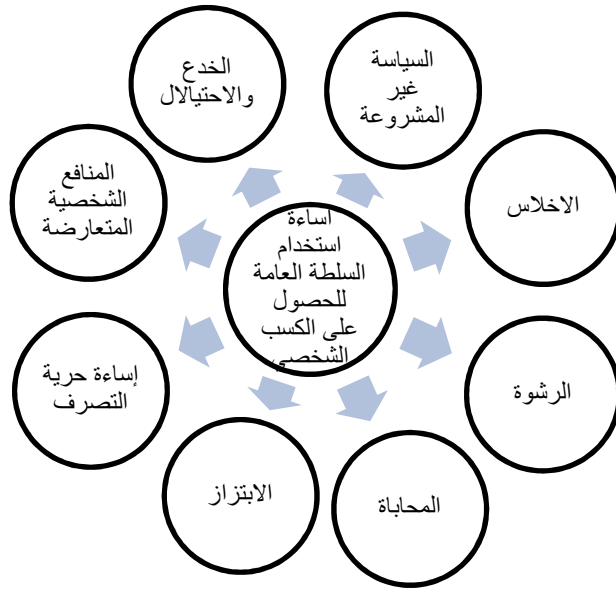 السياسة
غير
المشروعة
الاخلاس
الرشوة
المحاباة
الابتزاز
إساءة حرية
التصرف
المنافع
الشخصية
المتعارضة
الخدع
والاحتيالال
اساءة
استخدام
السلطة العامة
للحصول
على الكسب
الشخصي